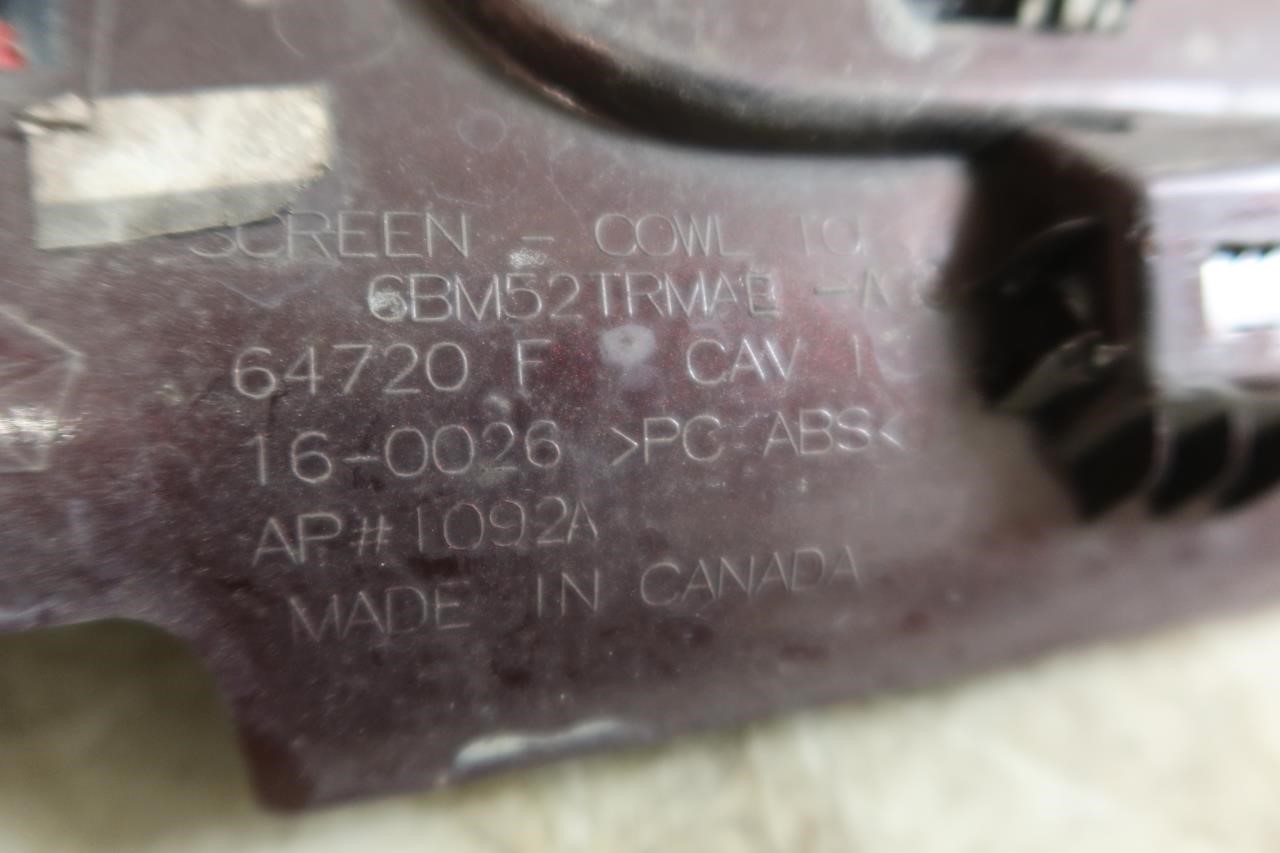 SCREEN - COWL
6BM52TRMAB
64720 F CAV
16-0026 >PC ABS<
AP#1092A
MADE IN CANADA